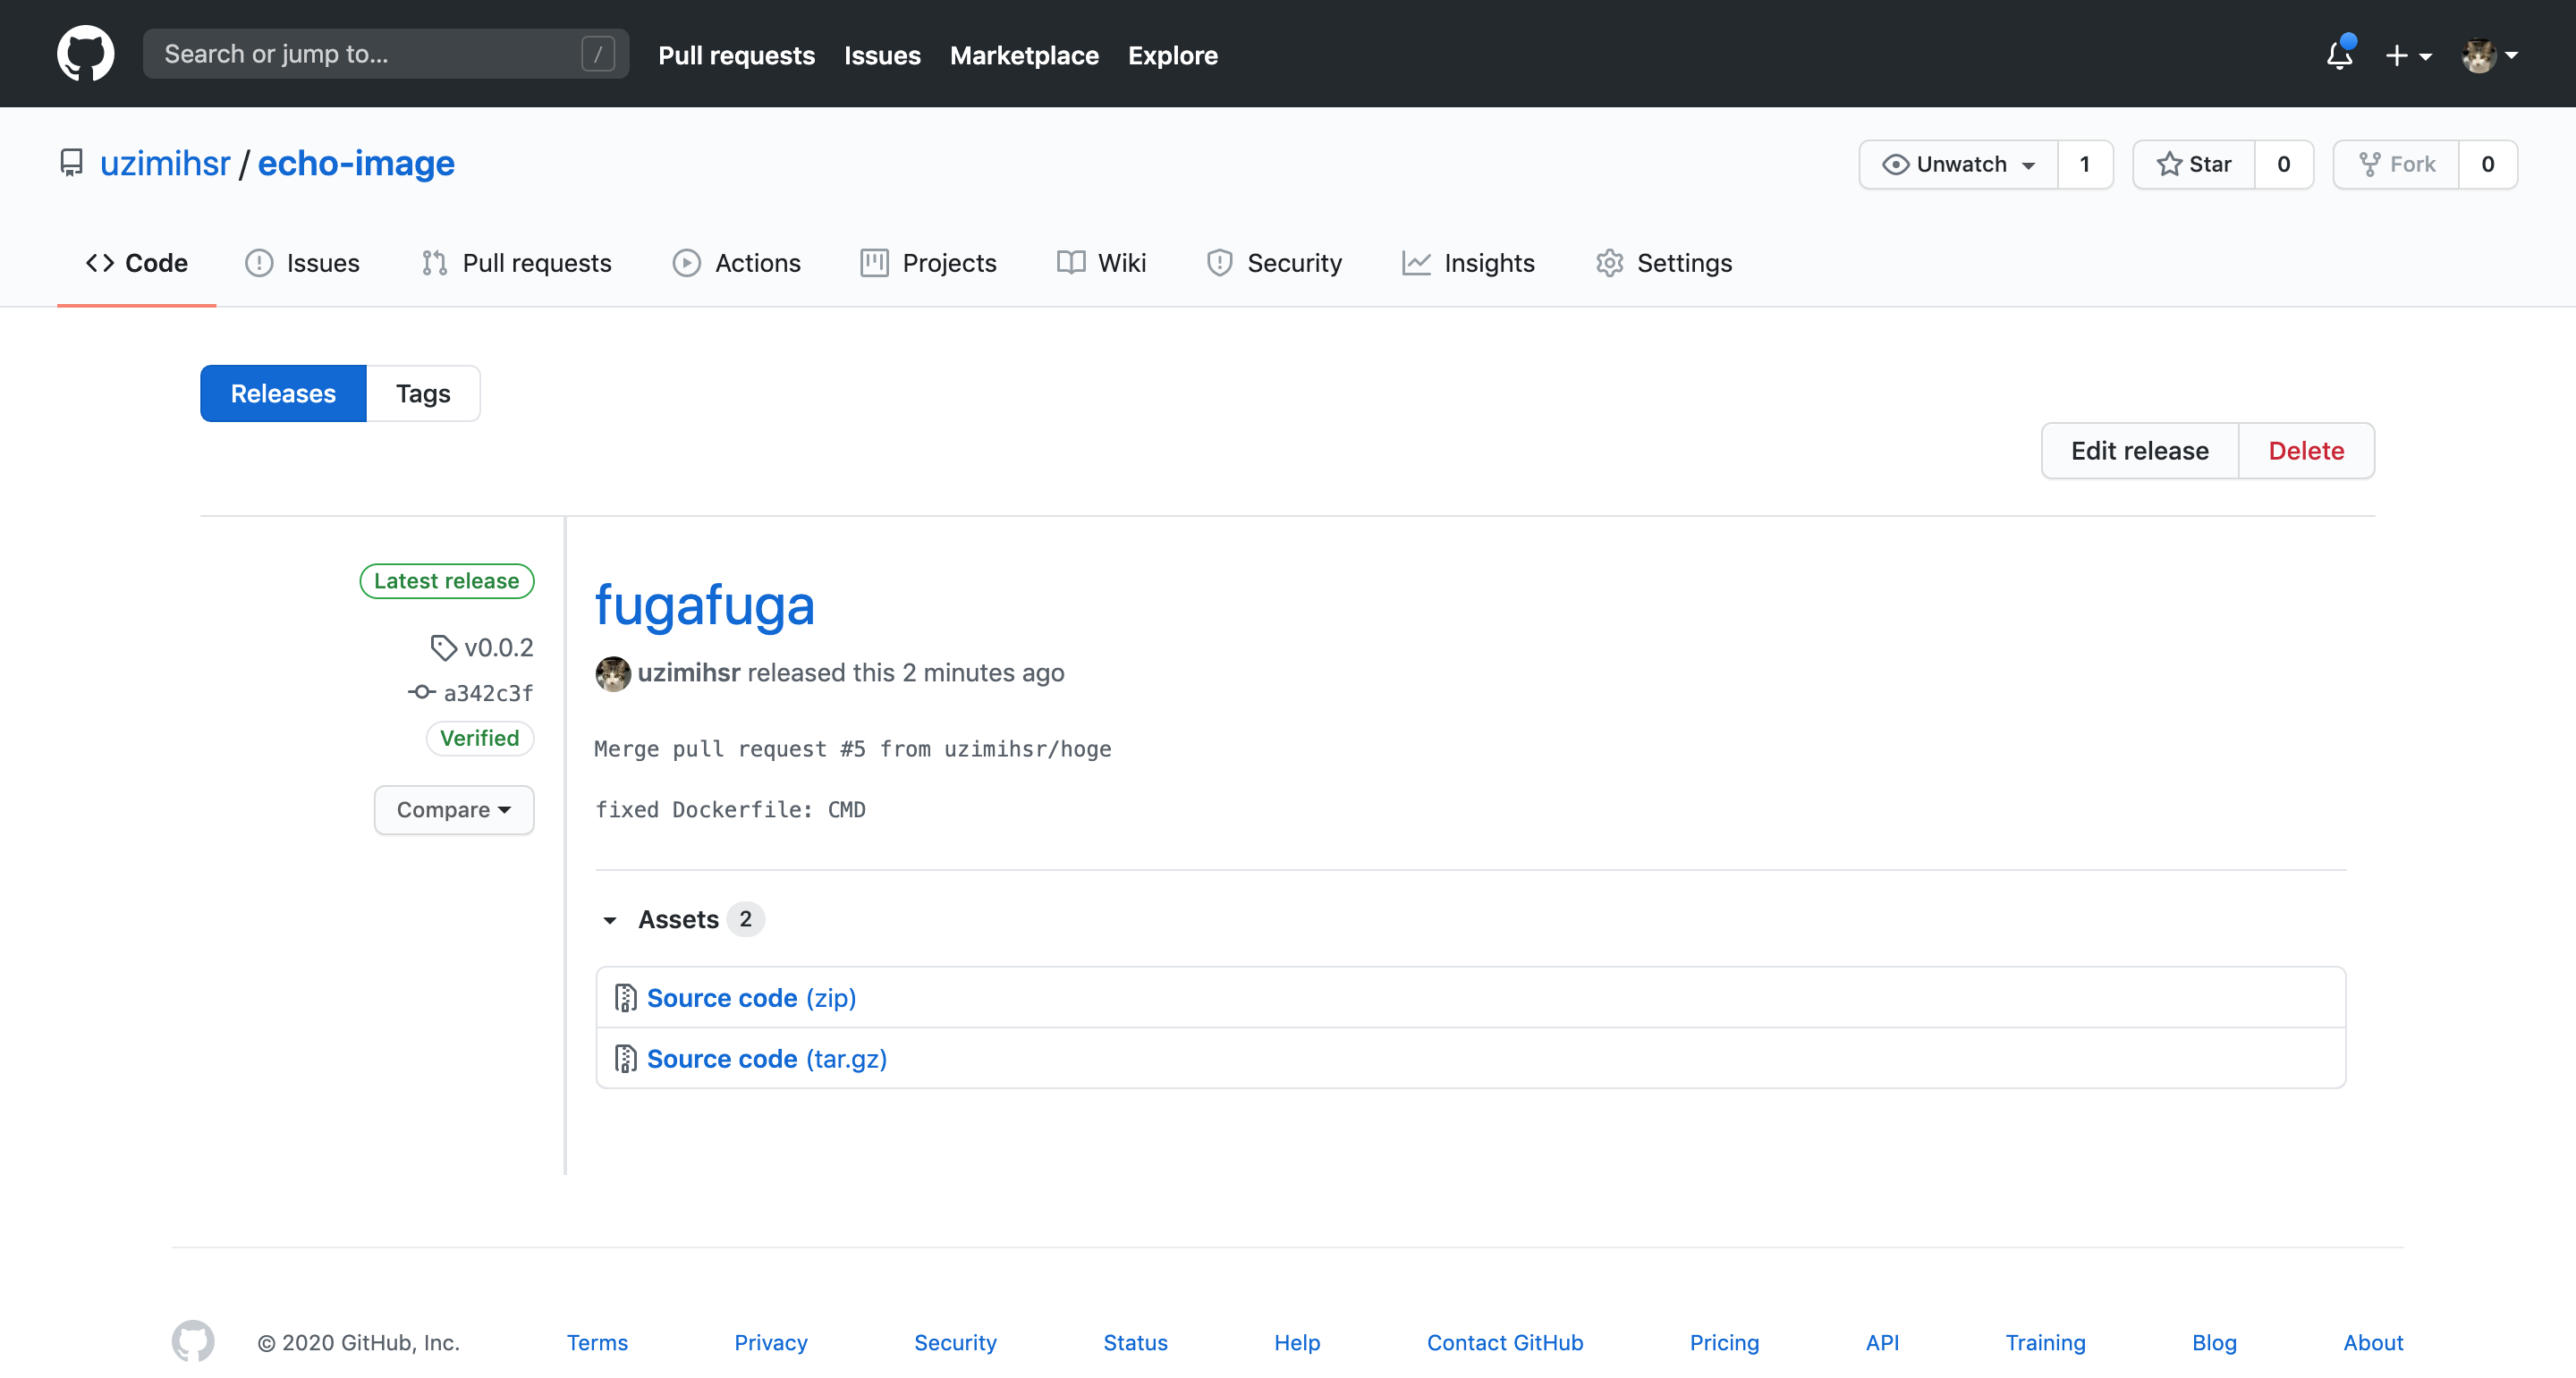 Search or jump to... /
Pull requests Issues Marketplace Explore
uzimihsr / echo-image
Unwatch 1 Star 0 Fork 0
Code Issues Pull requests Actions Projects Wiki Security Insights Settings
Releases Tags
Edit release Delete
Latest release
v0.0.2
a342c3f
Verified
Compare
fugafuga
uzimihsr released this 2 minutes ago
Merge pull request #5 from uzimihsr/hoge
fixed Dockerfile: CMD
Assets 2
Source code (zip)
Source code (tar.gz)
© 2020 GitHub, Inc. Terms Privacy Security Status Help Contact GitHub Pricing API Training Blog About